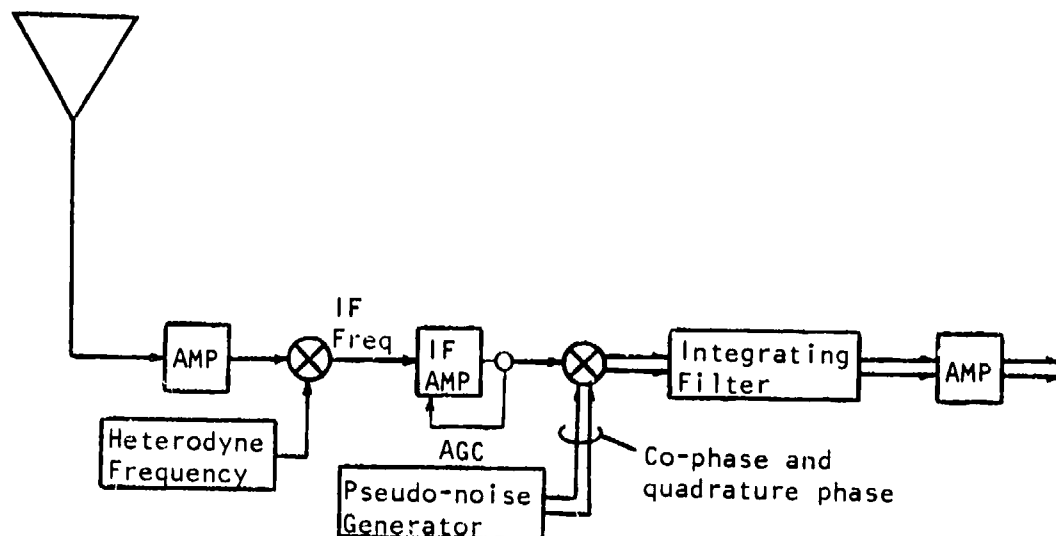 IF
Freq
AMP
IF
AMP
Integrating
Filter
AMP
Heterodyne
Frequency
AGC
Co-phase and
quadrature phase
Pseudo-noise
Generator